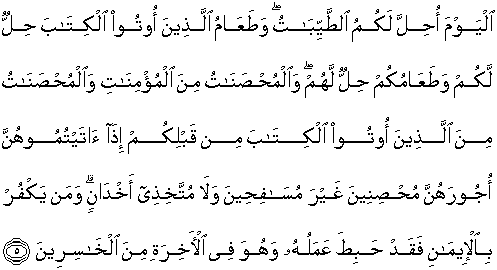 ٱلۡيَوۡمَ أُحِلَّ لَكُمُ ٱلطَّيِّبَـٰتُ‌ۖ وَطَعَامُ ٱلَّذِينَ أُوتُواْ ٱلۡكِتَـٰبَ حِلٌّ
لَّكُمۡ وَطَعَامُكُمۡ حِلٌّ لَّهُمۡ‌ۖ وَٱلۡمُحۡصَنَـٰتُ مِنَ ٱلۡمُؤۡمِنَـٰتِ وَٱلۡمُحۡصَنَـٰتُ
مِنَ ٱلَّذِينَ أُوتُواْ ٱلۡكِتَـٰبَ مِن قَبۡلِكُمۡ إِذَآ ءَاتَيۡتُمُوهُنَّ
أُجُورَهُنَّ مُحۡصِنِينَ غَيۡرَ مُسَـٰفِحِينَ وَلَا مُتَّخِذِىٓ أَخۡدَانٍ‌ۗ وَمَن يَكۡفُرۡ
بِٱلۡإِيمَـٰنِ فَقَدۡ حَبِطَ عَمَلُهُۥ وَهُوَ فِى ٱلۡأَخِرَةِ مِنَ ٱلۡخَـٰسِرِينَ ٥